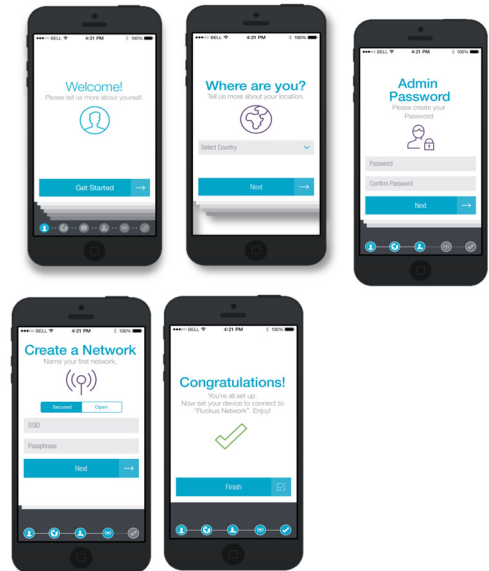 ●●●○○ BELL 4:21 PM 100%
Welcome!
Please tell us more about yourself.
Get Started
●●●○○ BELL 4:21 PM 100%
Where are you?
Tell us more about your location.
Select Country
Next
●●●○○ BELL 4:21 PM 100%
Admin
Password
Please create your
Password.
Password
Confirm Password
Next
●●●○○ BELL 4:21 PM 100%
Create a Network
Name your first network.
Secured Open
SSID
Passphrase
Next
●●●○○ BELL 4:21 PM 100%
Congratulations!
You're all set up.
Now set your device to connect to
"Ruckus Network". Enjoy!
Finish